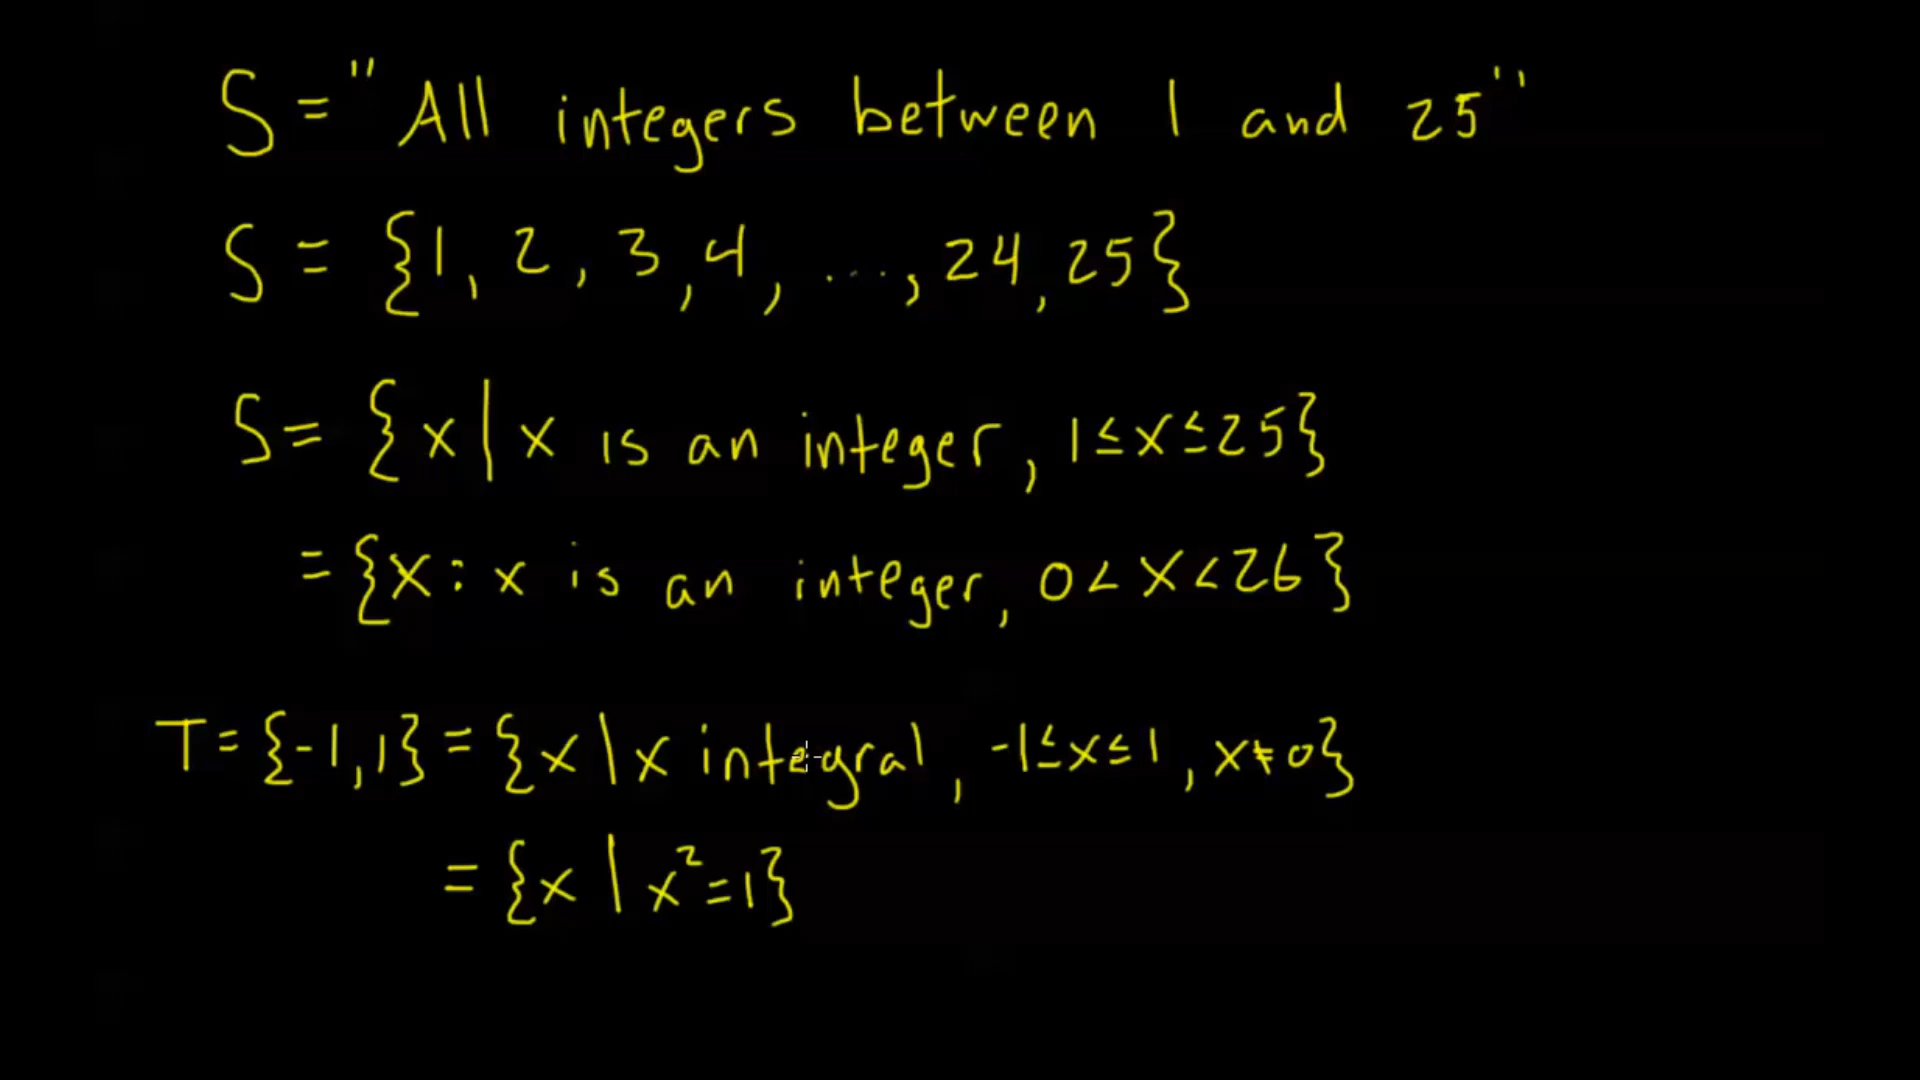 S = "All integers between 1 and 25"
S = {1, 2, 3, 4, ..., 24, 25}
S = {x | x is an integer, 1 ≤ x ≤ 25}
= {x : x is an integer, 0 < x < 26}
T = {-1, 1} = {x | x integral, -1 ≤ x ≤ 1, x ≠ 0}
= {x | x² = 1}